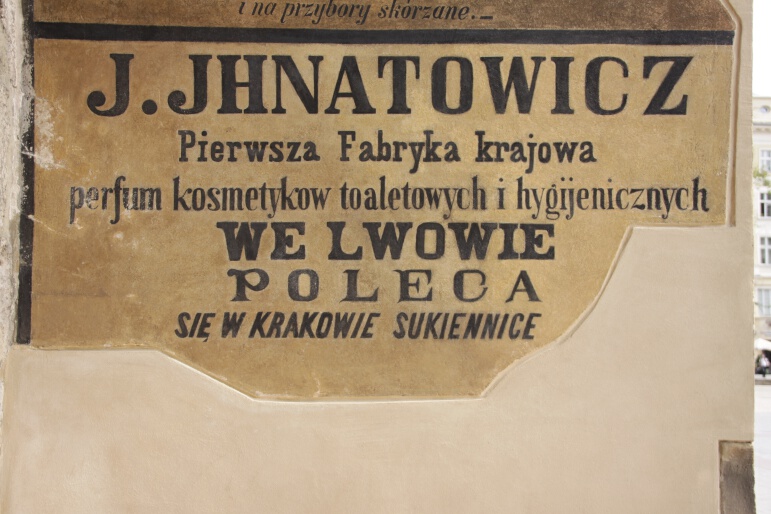 i na przybory skórzane._
J. JHNATOWICZ
Pierwsza Fabryka krajowa
perfum kosmetykow toaletowych i hygijenicznych
WE LWOWIE
POLECA
SIĘ W KRAKOWIE SUKIENNICE